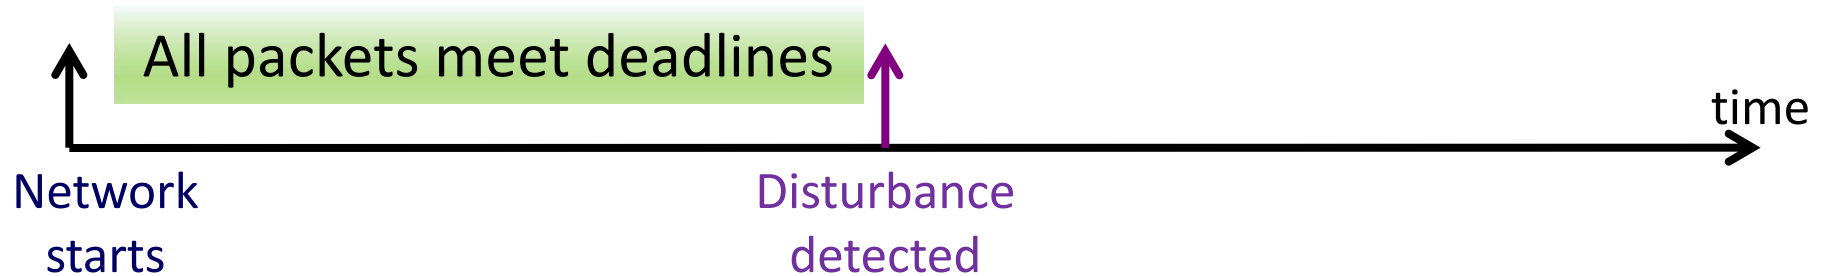 All packets meet deadlines
time
Network
starts
Disturbance
detected